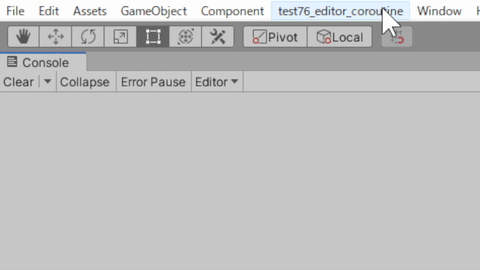 File Edit Assets GameObject Component test76_editor_coroutine Window
Pivot Local
Console
Clear Collapse Error Pause Editor